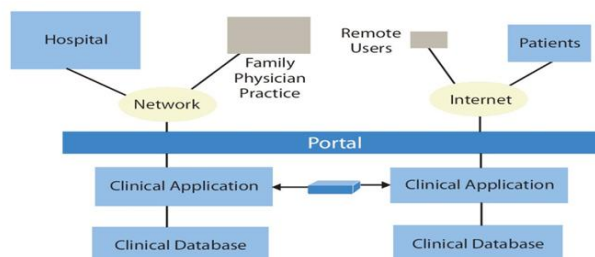 Hospital
Family
Physician
Practice
Remote
Users
Patients
Network
Internet
Portal
Clinical Application
Clinical Application
Clinical Database
Clinical Database